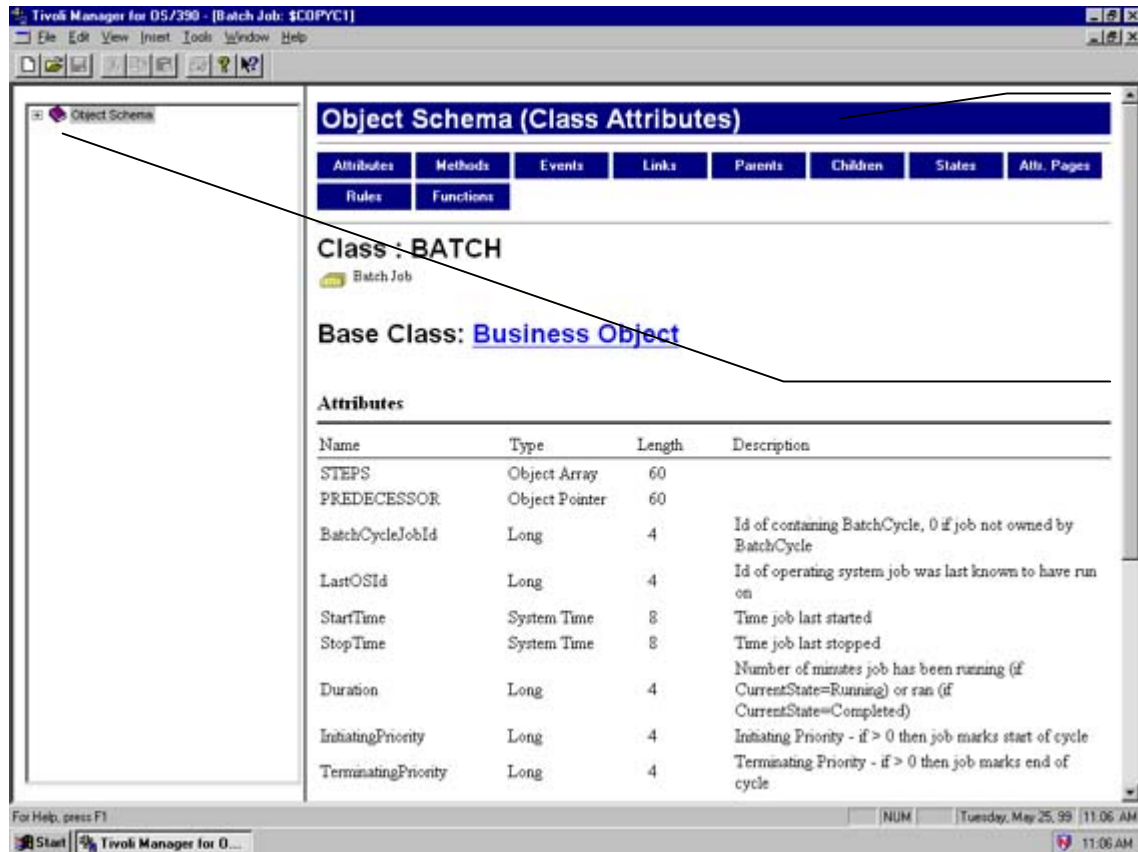 Tivoli Manager for OS/390 - [Batch Job: $COPYC1]
File Edit View Insert Tools Window Help
Object Schema
Object Schema (Class Attributes)
Attributes Methods Events Links Parents Children States Attr. Pages
Rules Functions
Class : BATCH
Batch Job
Base Class: Business Object
Attributes
Name Type Length Description
STEPS Object Array 60
PREDECESSOR Object Pointer 60
BatchCycleJobId Long 4 Id of containing BatchCycle, 0 if job not owned by
BatchCycle
LastOSId Long 4 Id of operating system job was last known to have run
on
StartTime System Time 8 Time job last started
StopTime System Time 8 Time job last stopped
Duration Long 4 Number of minutes job has been running (if
CurrentState=Running) or ran (if
CurrentState=Completed)
InitiatingPriority Long 4 Initiating Priority - if > 0 then job marks start of cycle
TerminatingPriority Long 4 Terminating Priority - if > 0 then job marks end of
cycle
For Help, press F1 NUM Tuesday, May 25, 99 11:06 AM
Start Tivoli Manager for O... 11:06 AM